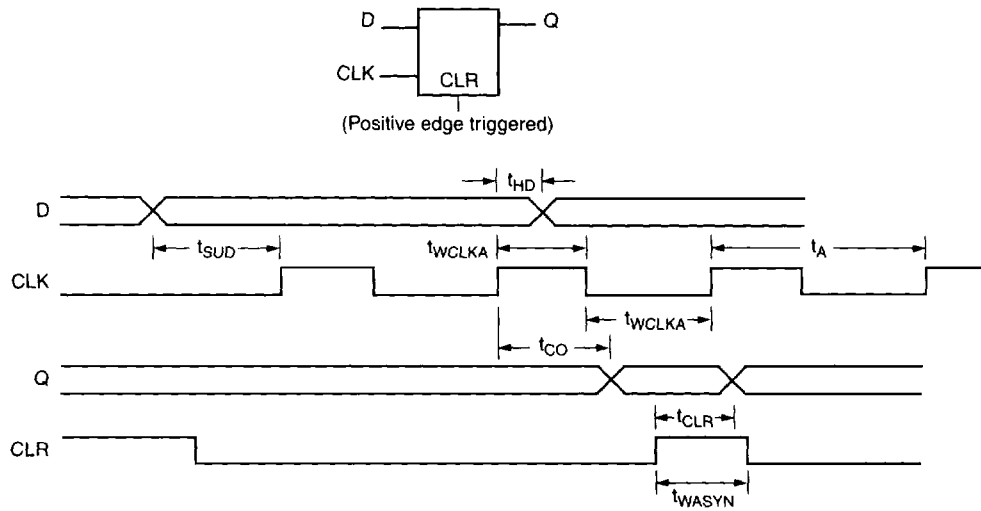 D Q
CLK CLR
(Positive edge triggered)
tHD
D
tSUD tWCLKA tA
CLK
tWCLKA
tCO
Q
tCLR
CLR
tWASYN